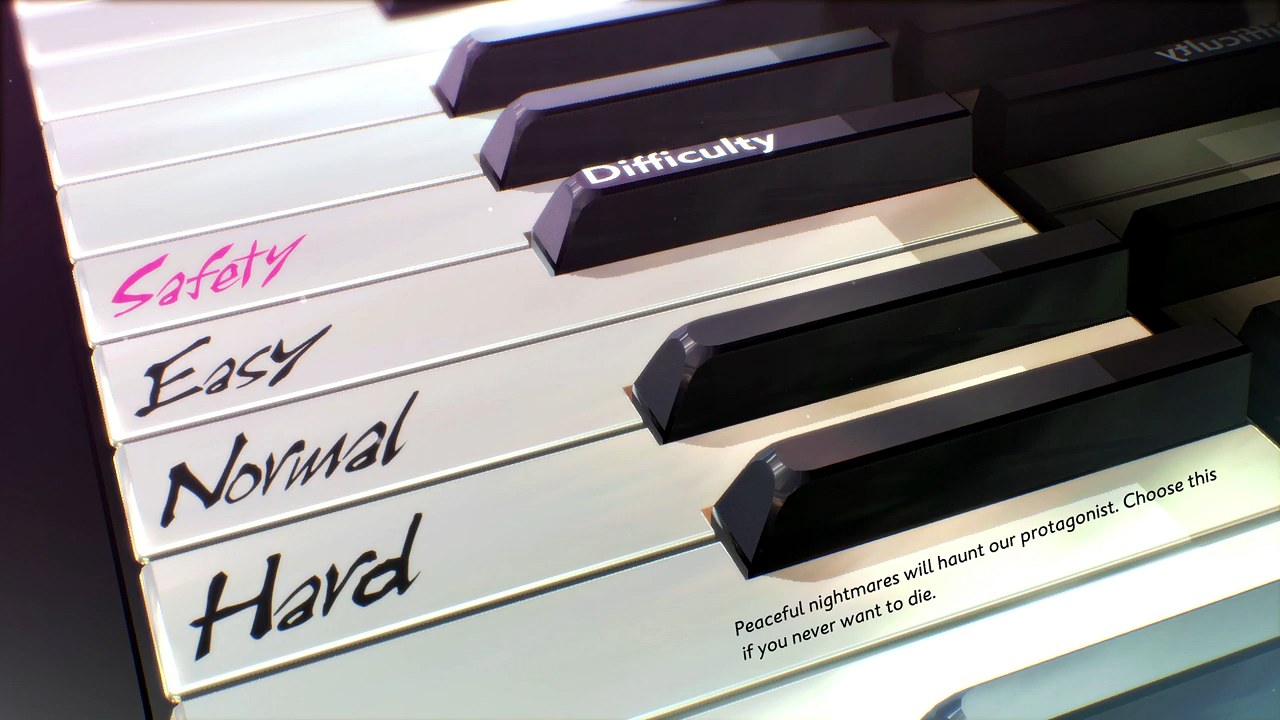 Difficulty
Difficulty
Safety
Easy
Normal
Hard
Peaceful nightmares will haunt our protagonist. Choose this
if you never want to die.